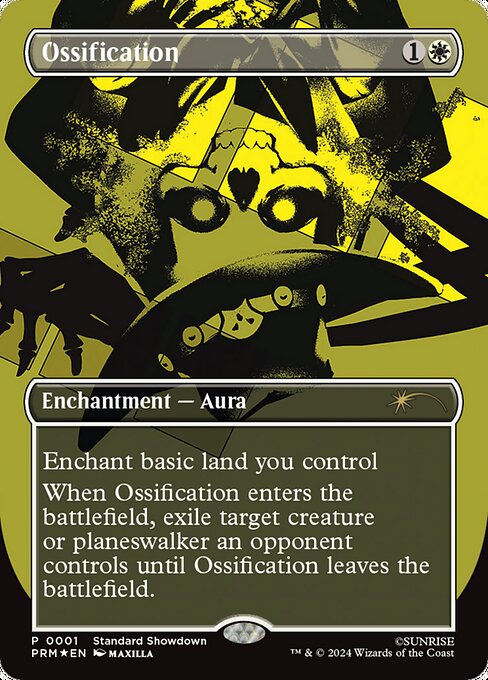 Ossification 1
Enchantment — Aura
Enchant basic land you control
When Ossification enters the
battlefield, exile target creature
or planeswalker an opponent
controls until Ossification leaves the
battlefield.
P 0001 Standard Showdown ©SUNRISE
PRM★EN MAXILLA ™ & © 2024 Wizards of the Coast